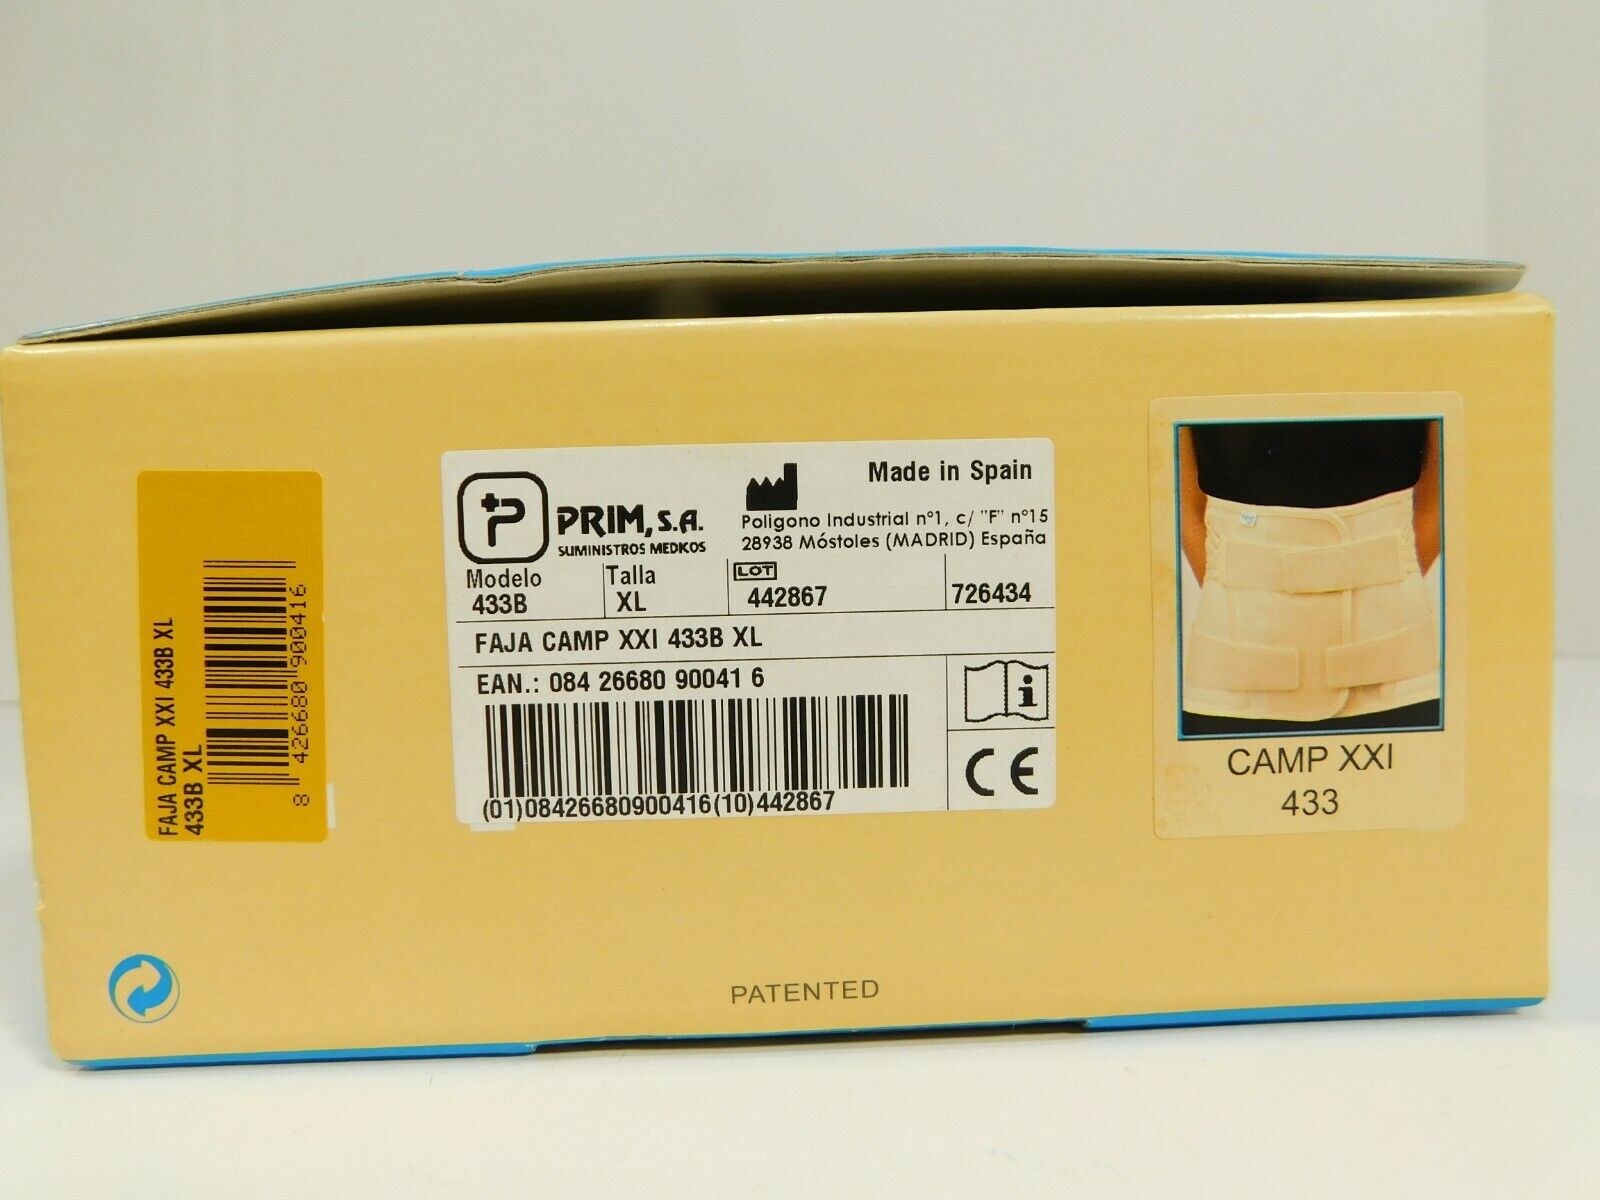 FAJA CAMP XXI 433B XL
433B XL
8 426680 900416
PRIM, S.A.
SUMINISTROS MEDKOS
Made in Spain
Poligono Industrial nº1, c/ "F" nº15
28938 Móstoles (MADRID) España
Modelo
433B
Talla
XL
LOT
442867
726434
FAJA CAMP XXI 433B XL
EAN.: 084 26680 90041 6
(01)08426680900416(10)442867
CE
CAMP XXI
433
PATENTED